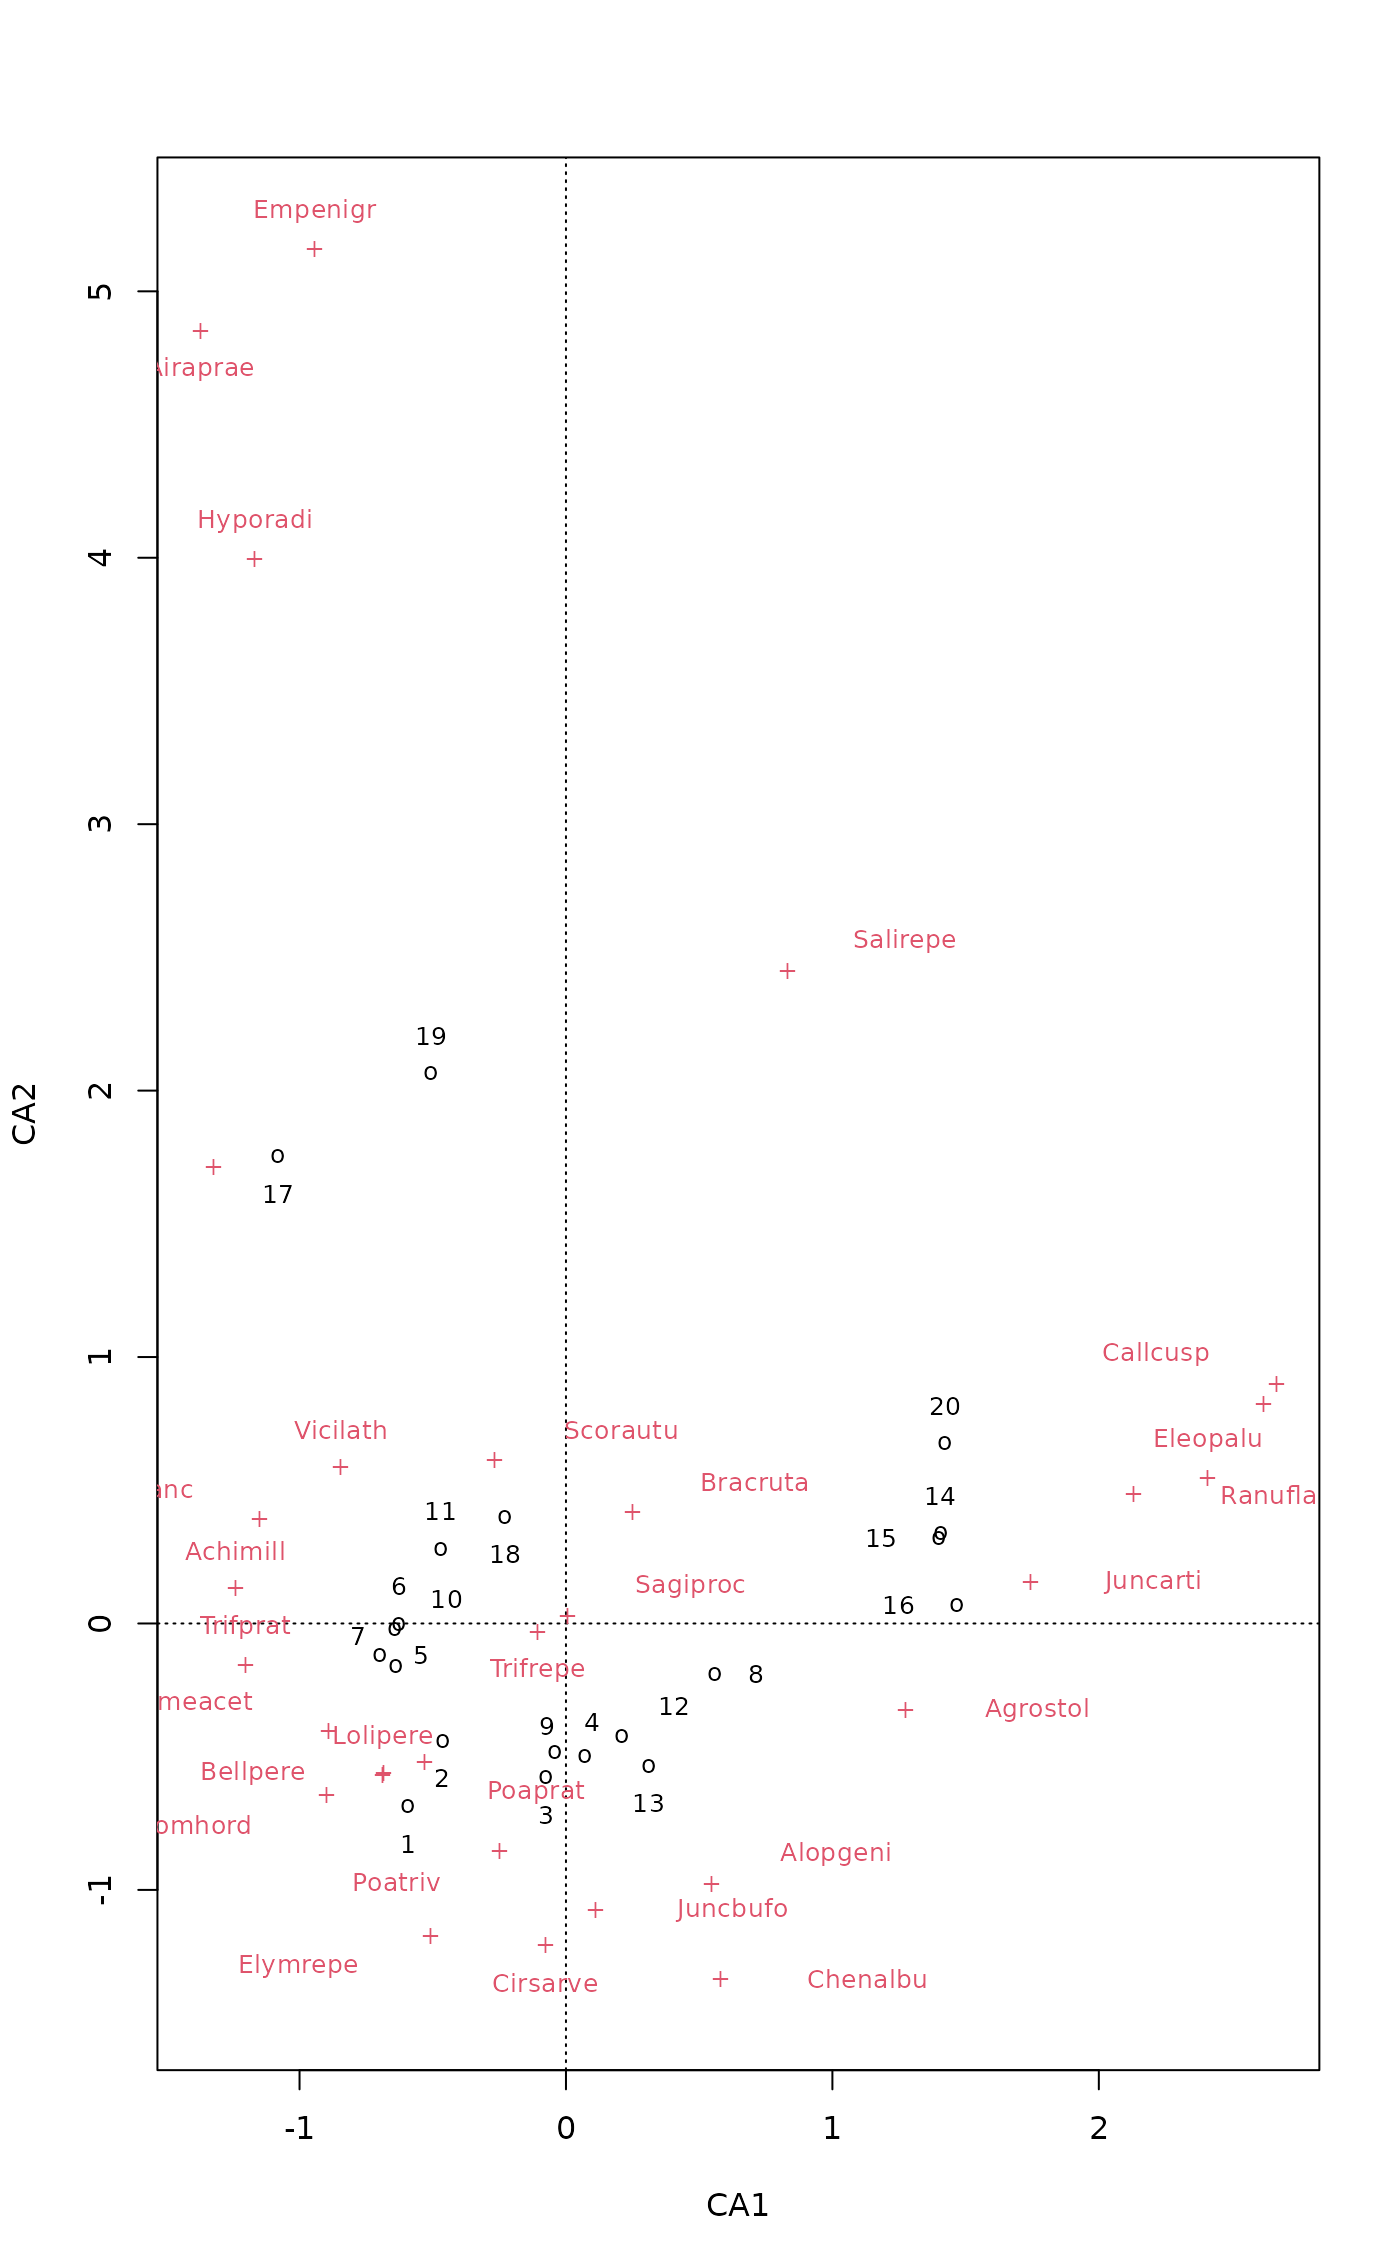 Empenigr
5
Airaprae
Hyporadi
4
3
Salirepe
19
2
CA2
17
Callcusp
1
20
Vicilath
Scorautu
Eleopalu
Bracruta
anc
Ranufla
11
14
15
18
Achimill
Juncarti
6
Sagiproc
10
16
0
Trifprat
7
5
Trifrepe
8
meacet
12
Agrostol
4
9
Lolipere
Bellpere
2
Poaprat
13
3
omhord
1
Alopgeni
Poatriv
-1
Juncbufo
Elymrepe
Chenalbu
Cirsarve
-1 0 1 2
CA1